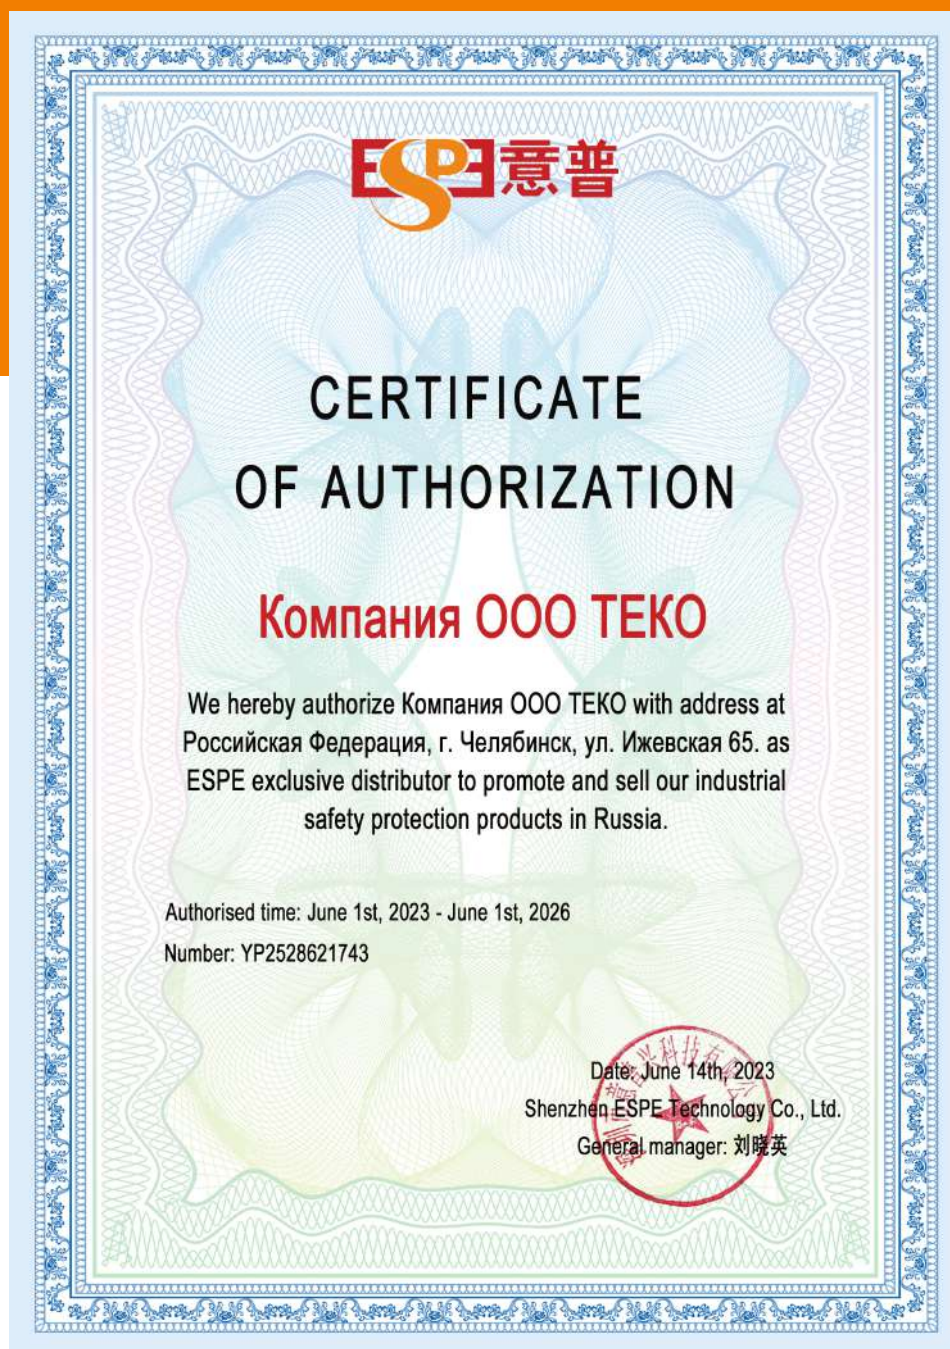 ESPE意普
CERTIFICATE
OF AUTHORIZATION
Компания ООО ТЕКО
We hereby authorize Компания ООО ТЕКО with address at
Российская Федерация, г. Челябинск, ул. Ижевская 65. as
ESPE exclusive distributor to promote and sell our industrial
safety protection products in Russia.
Authorised time: June 1st, 2023 - June 1st, 2026
Number: YP2528621743
Date: June 14th, 2023
Shenzhen ESPE Technology Co., Ltd.
General manager: 刘晓英